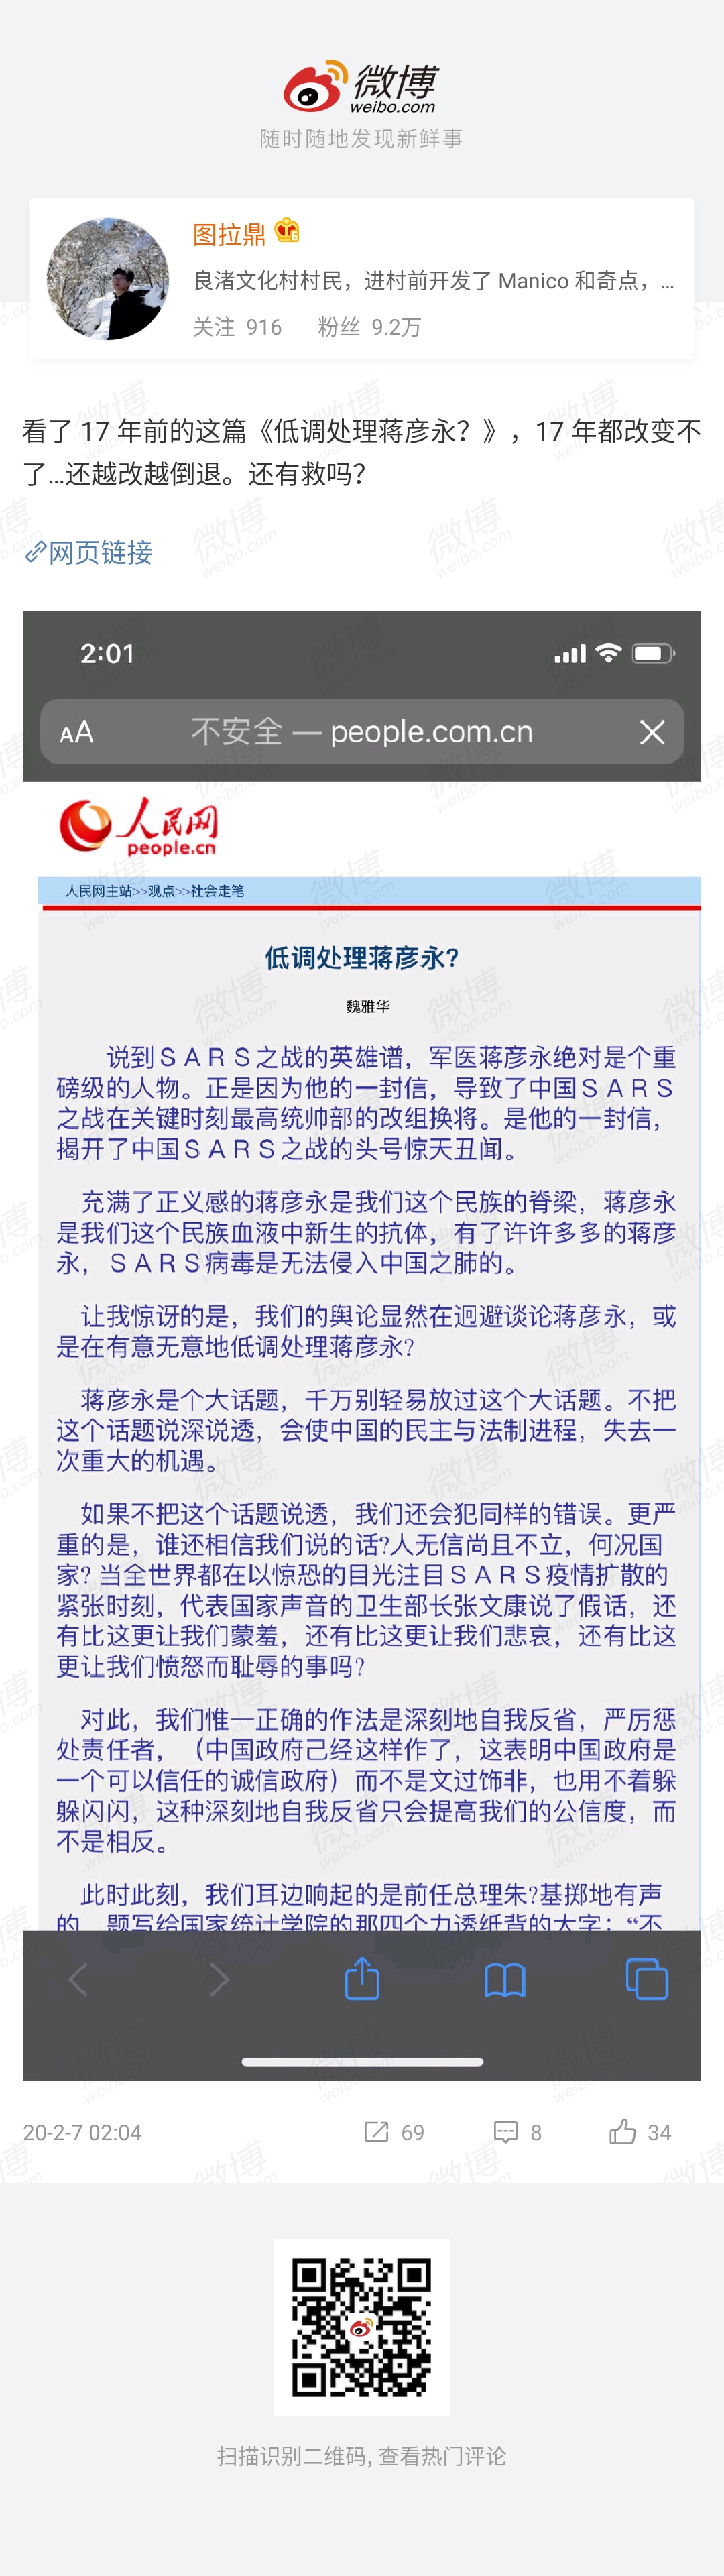 微博
weibo.com
随时随地发现新鲜事
图拉鼎
良渚文化村村民，进村前开发了 Manico 和奇点，...
关注 916 | 粉丝 9.2万
看了 17 年前的这篇《低调处理蒋彦永？》，17 年都改变不
了...还越改越倒退。还有救吗？
网页链接
2:01
AA 不安全 — people.com.cn
人民网
people.cn
人民网主站>>观点>>社会走笔
低调处理蒋彦永?
魏雅华
说到ＳＡＲＳ之战的英雄谱，军医蒋彦永绝对是个重
磅级的人物。正是因为他的一封信，导致了中国ＳＡＲＳ
之战在关键时刻最高统帅部的改组换将。是他的一封信，
揭开了中国ＳＡＲＳ之战的头号惊天丑闻。
充满了正义感的蒋彦永是我们这个民族的脊梁，蒋彦永
是我们这个民族血液中新生的抗体，有了许许多多的蒋彦
永，ＳＡＲＳ病毒是无法侵入中国之肺的。
让我惊讶的是，我们的舆论显然在迴避谈论蒋彦永，或
是在有意无意地低调处理蒋彦永?
蒋彦永是个大话题，千万别轻易放过这个大话题。不把
这个话题说深说透，会使中国的民主与法制进程，失去一
次重大的机遇。
如果不把这个话题说透，我们还会犯同样的错误。更严
重的是，谁还相信我们说的话?人无信尚且不立，何况国
家? 当全世界都在以惊恐的目光注目ＳＡＲＳ疫情扩散的
紧张时刻，代表国家声音的卫生部长张文康说了假话，还
有比这更让我们蒙羞，还有比这更让我们悲哀，还有比这
更让我们愤怒而耻辱的事吗?
对此，我们惟一正确的作法是深刻地自我反省，严厉惩
处责任者，（中国政府已经这样作了，这表明中国政府是
一个可以信任的诚信政府）而不是文过饰非，也用不着躲
躲闪闪，这种深刻地自我反省只会提高我们的公信度，而
不是相反。
此时此刻，我们耳边响起的是前任总理朱?基掷地有声
的，题写给国家统计学院的那四个力透纸背的大字：“不
20-2-7 02:04 69 8 34
扫描识别二维码, 查看热门评论